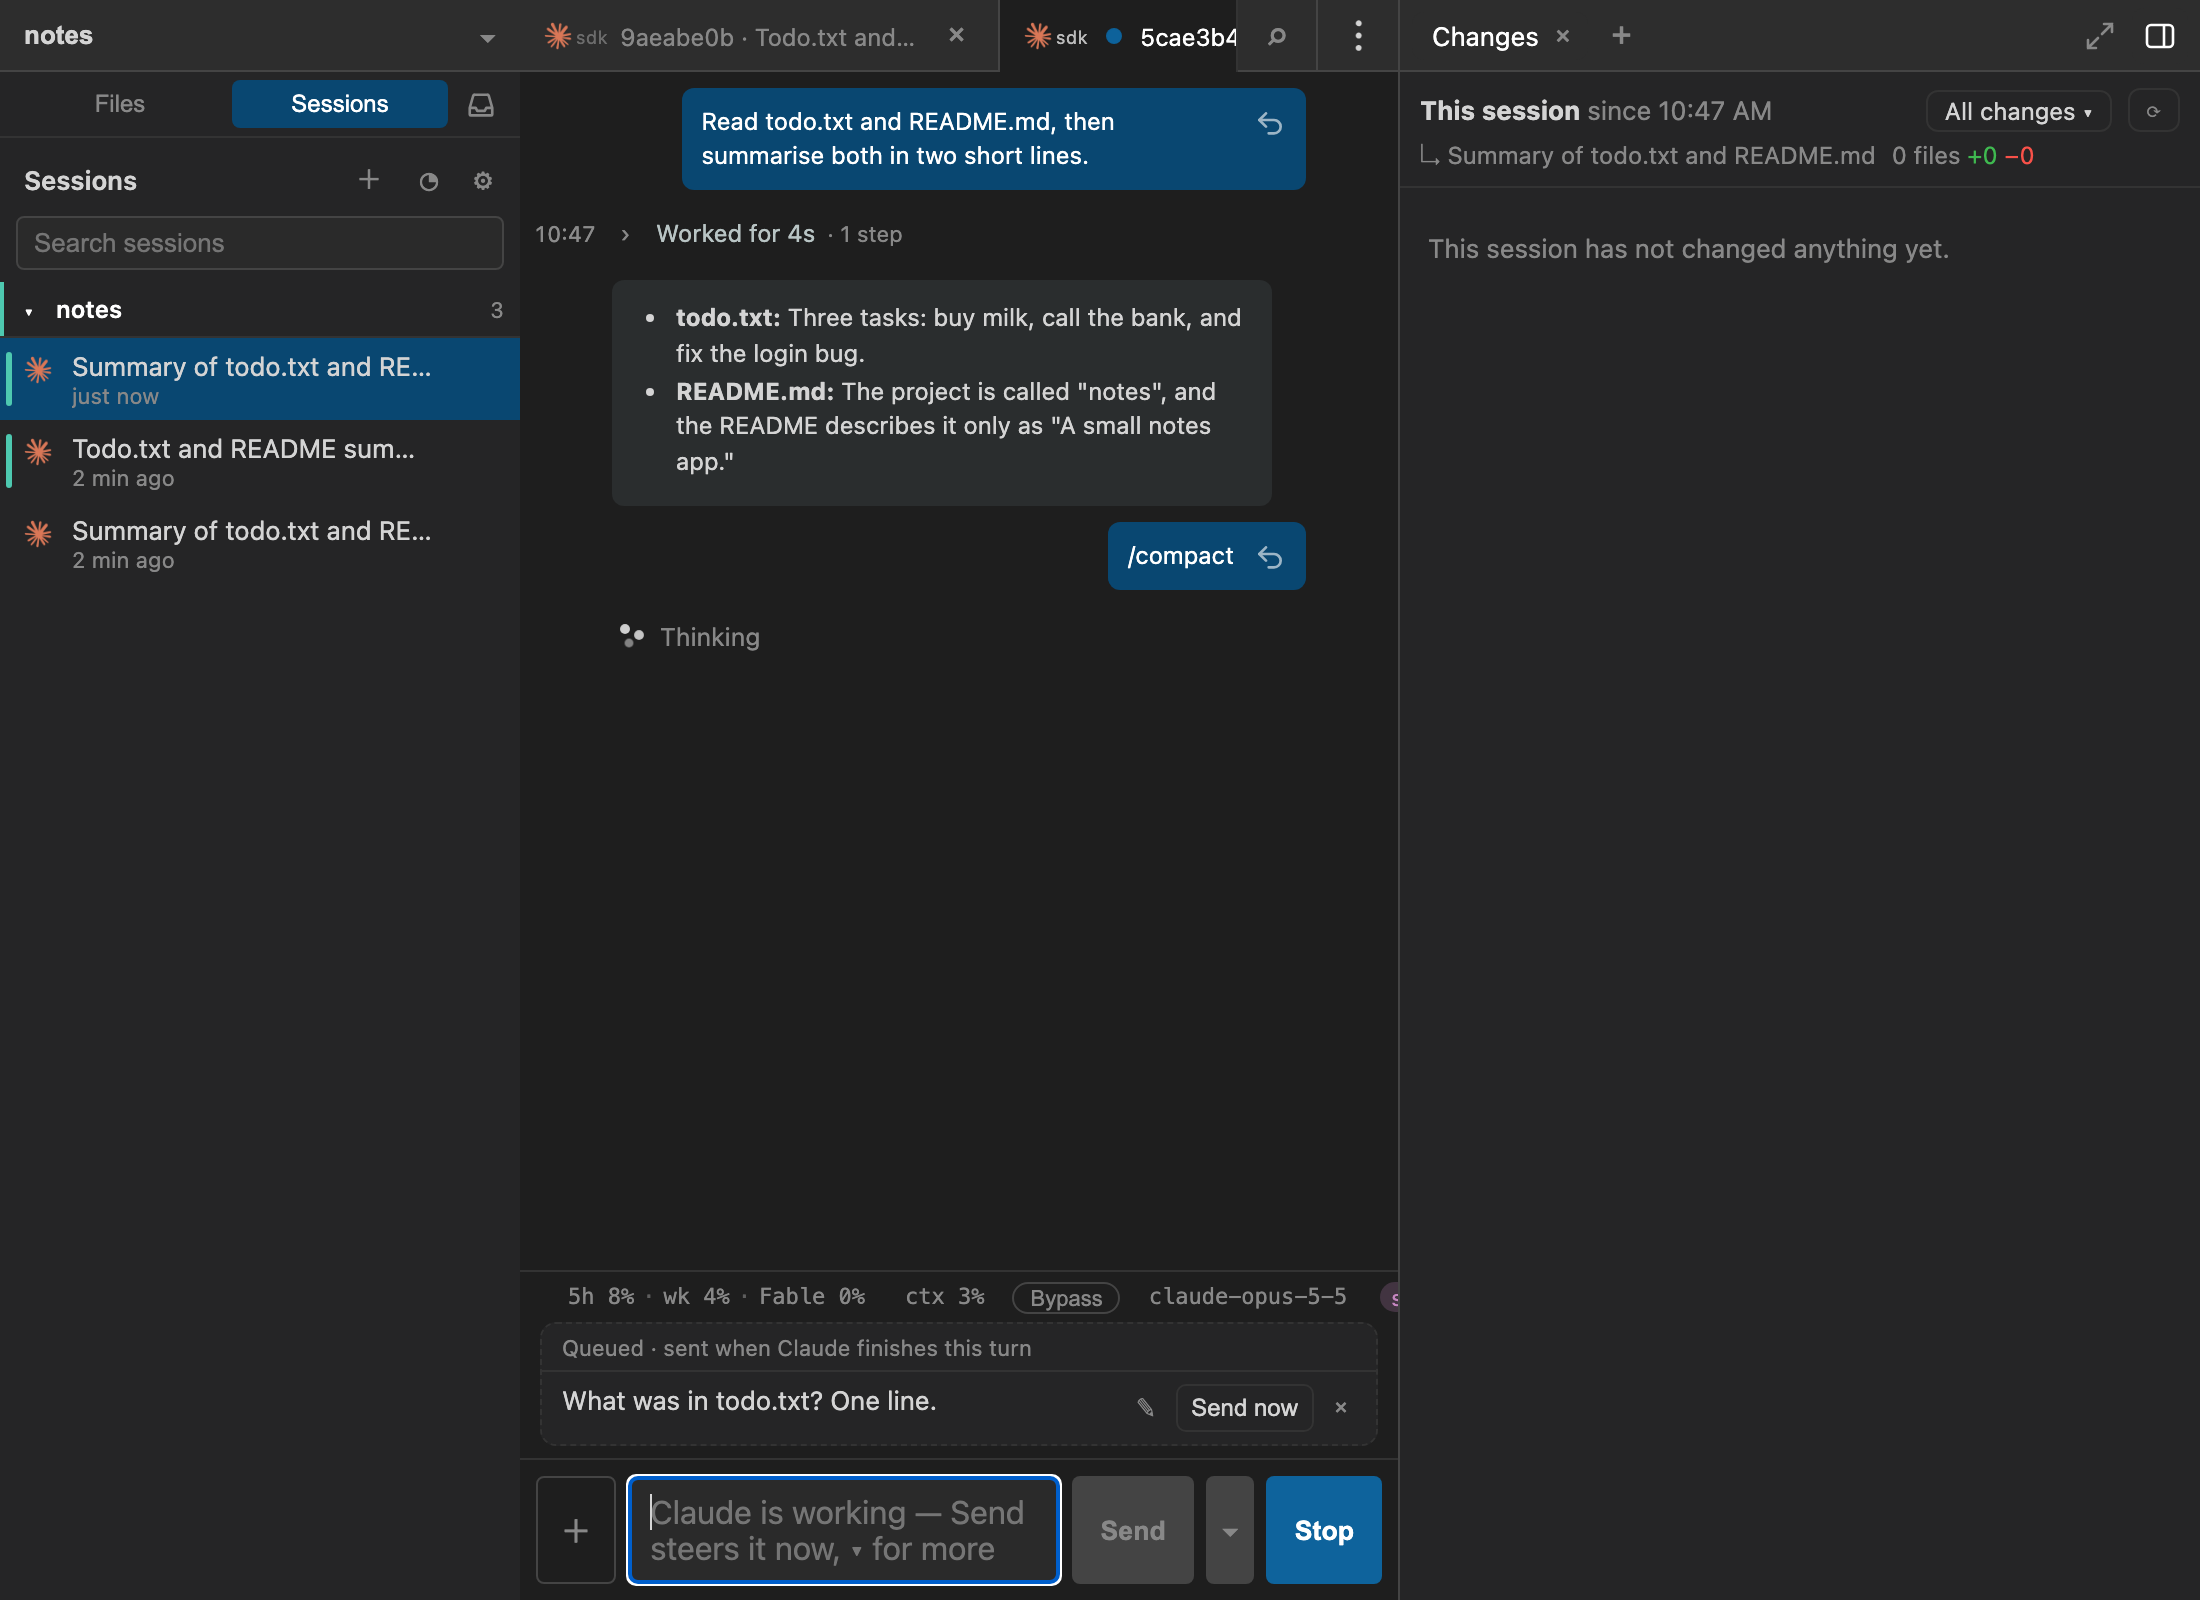 notes
sdk 9aeabe0b · Todo.txt and...
sdk 5cae3b4
Changes
Files
Sessions
Sessions
Search sessions
notes 3
Summary of todo.txt and RE...
just now
Todo.txt and README sum...
2 min ago
Summary of todo.txt and RE...
2 min ago
Read todo.txt and README.md, then
summarise both in two short lines.
10:47 › Worked for 4s · 1 step
• todo.txt: Three tasks: buy milk, call the bank, and
fix the login bug.
• README.md: The project is called "notes", and
the README describes it only as "A small notes
app."
/compact
Thinking
5h 8% · wk 4% · Fable 0% ctx 3% Bypass claude-opus-5-5
Queued · sent when Claude finishes this turn
What was in todo.txt? One line.
Send now
Claude is working — Send
steers it now, ▾ for more
Send
Stop
This session since 10:47 AM
All changes ▾
Summary of todo.txt and README.md 0 files +0 −0
This session has not changed anything yet.